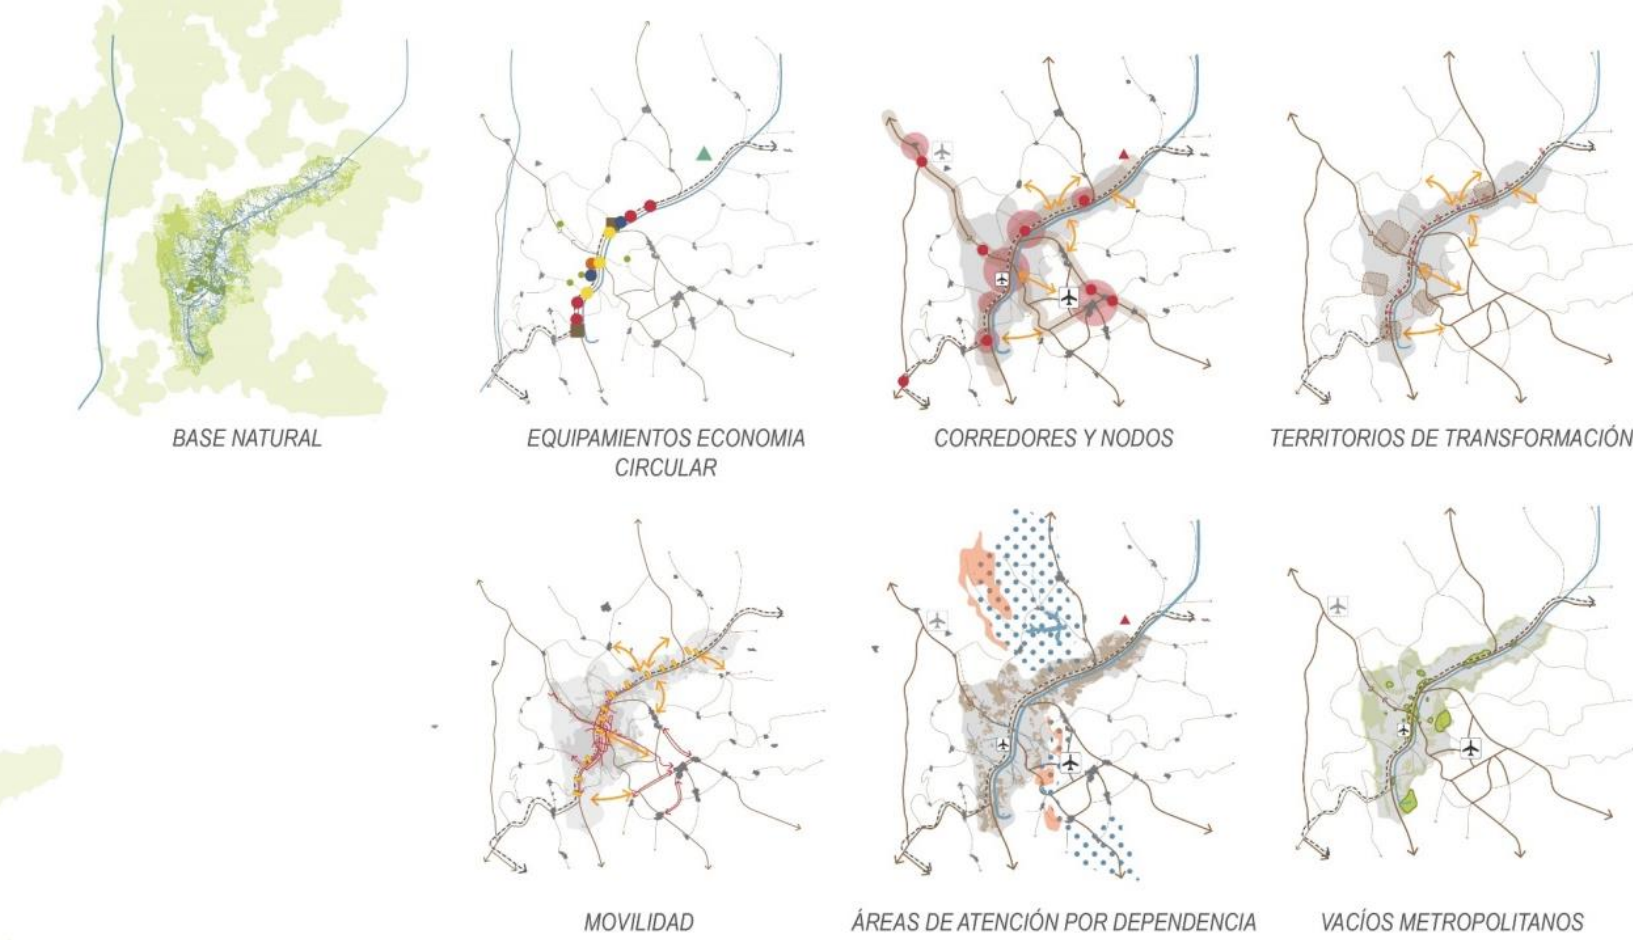 BASE NATURAL
EQUIPAMIENTOS ECONOMIA
CIRCULAR
CORREDORES Y NODOS
TERRITORIOS DE TRANSFORMACIÓN
MOVILIDAD
ÁREAS DE ATENCIÓN POR DEPENDENCIA
VACÍOS METROPOLITANOS